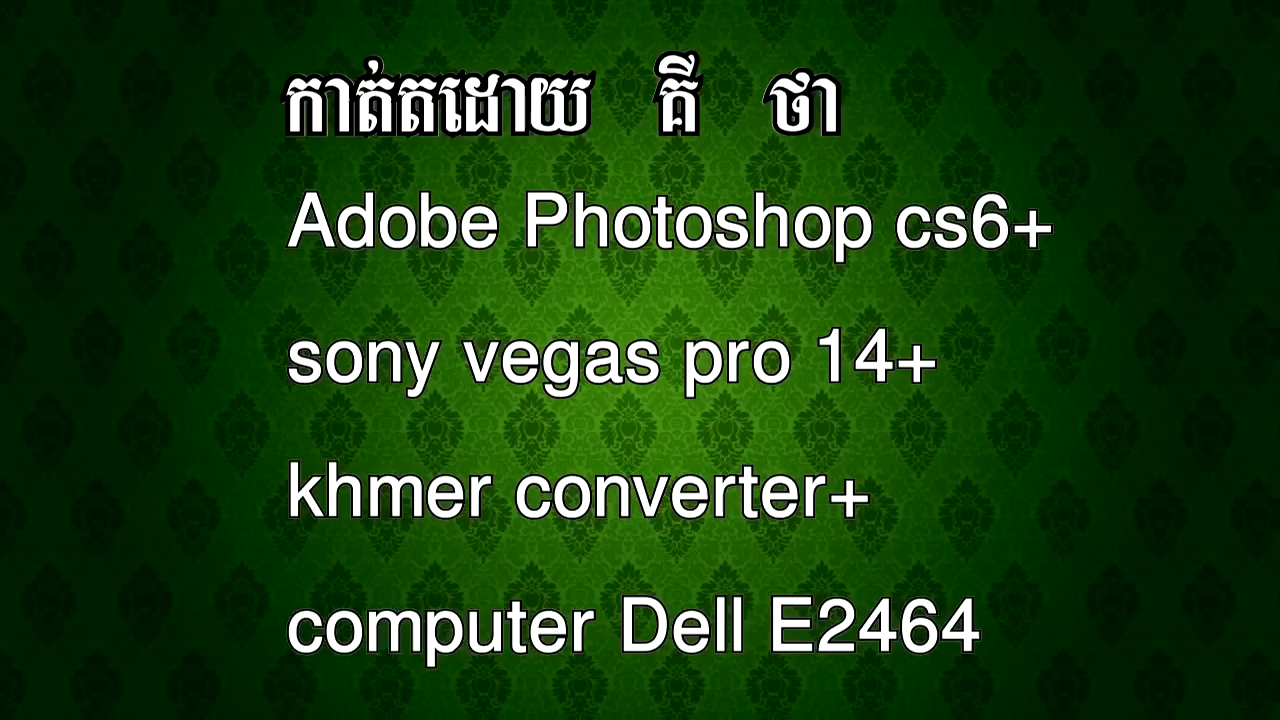 កាត់តដោយ គី ថា
Adobe Photoshop cs6+
sony vegas pro 14+
khmer converter+
computer Dell E2464